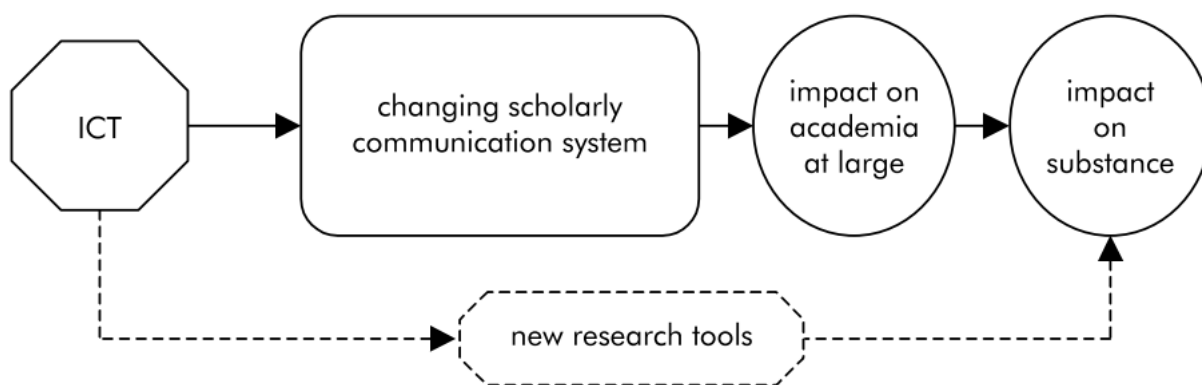 ICT
changing scholarly
communication system
impact on
academia
at large
impact
on
substance
new research tools